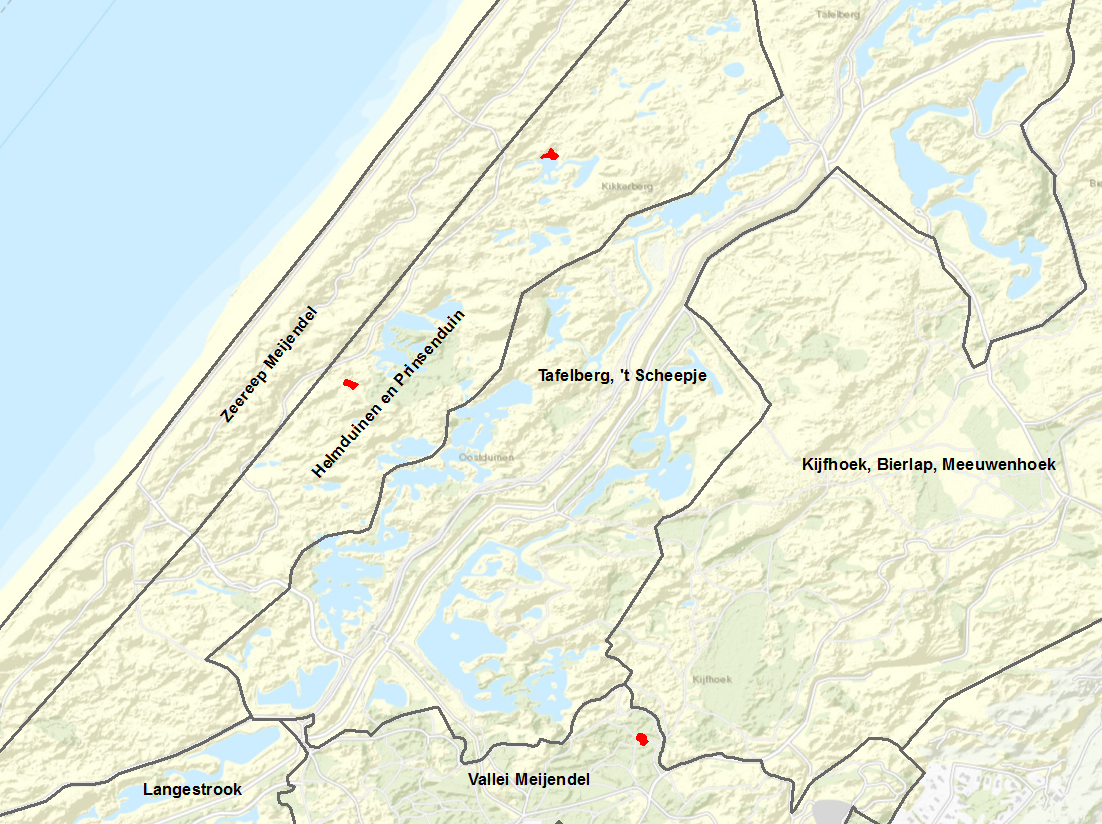 Tafelberg
Kikkerberg
Zeereep Meijendel
Helmduinen en Prinsenduin
Tafelberg, 't Scheepje
Oostduinen
Kijfhoek, Bierlap, Meeuwenhoek
Kijfhoek
Vallei Meijendel
Langestrook